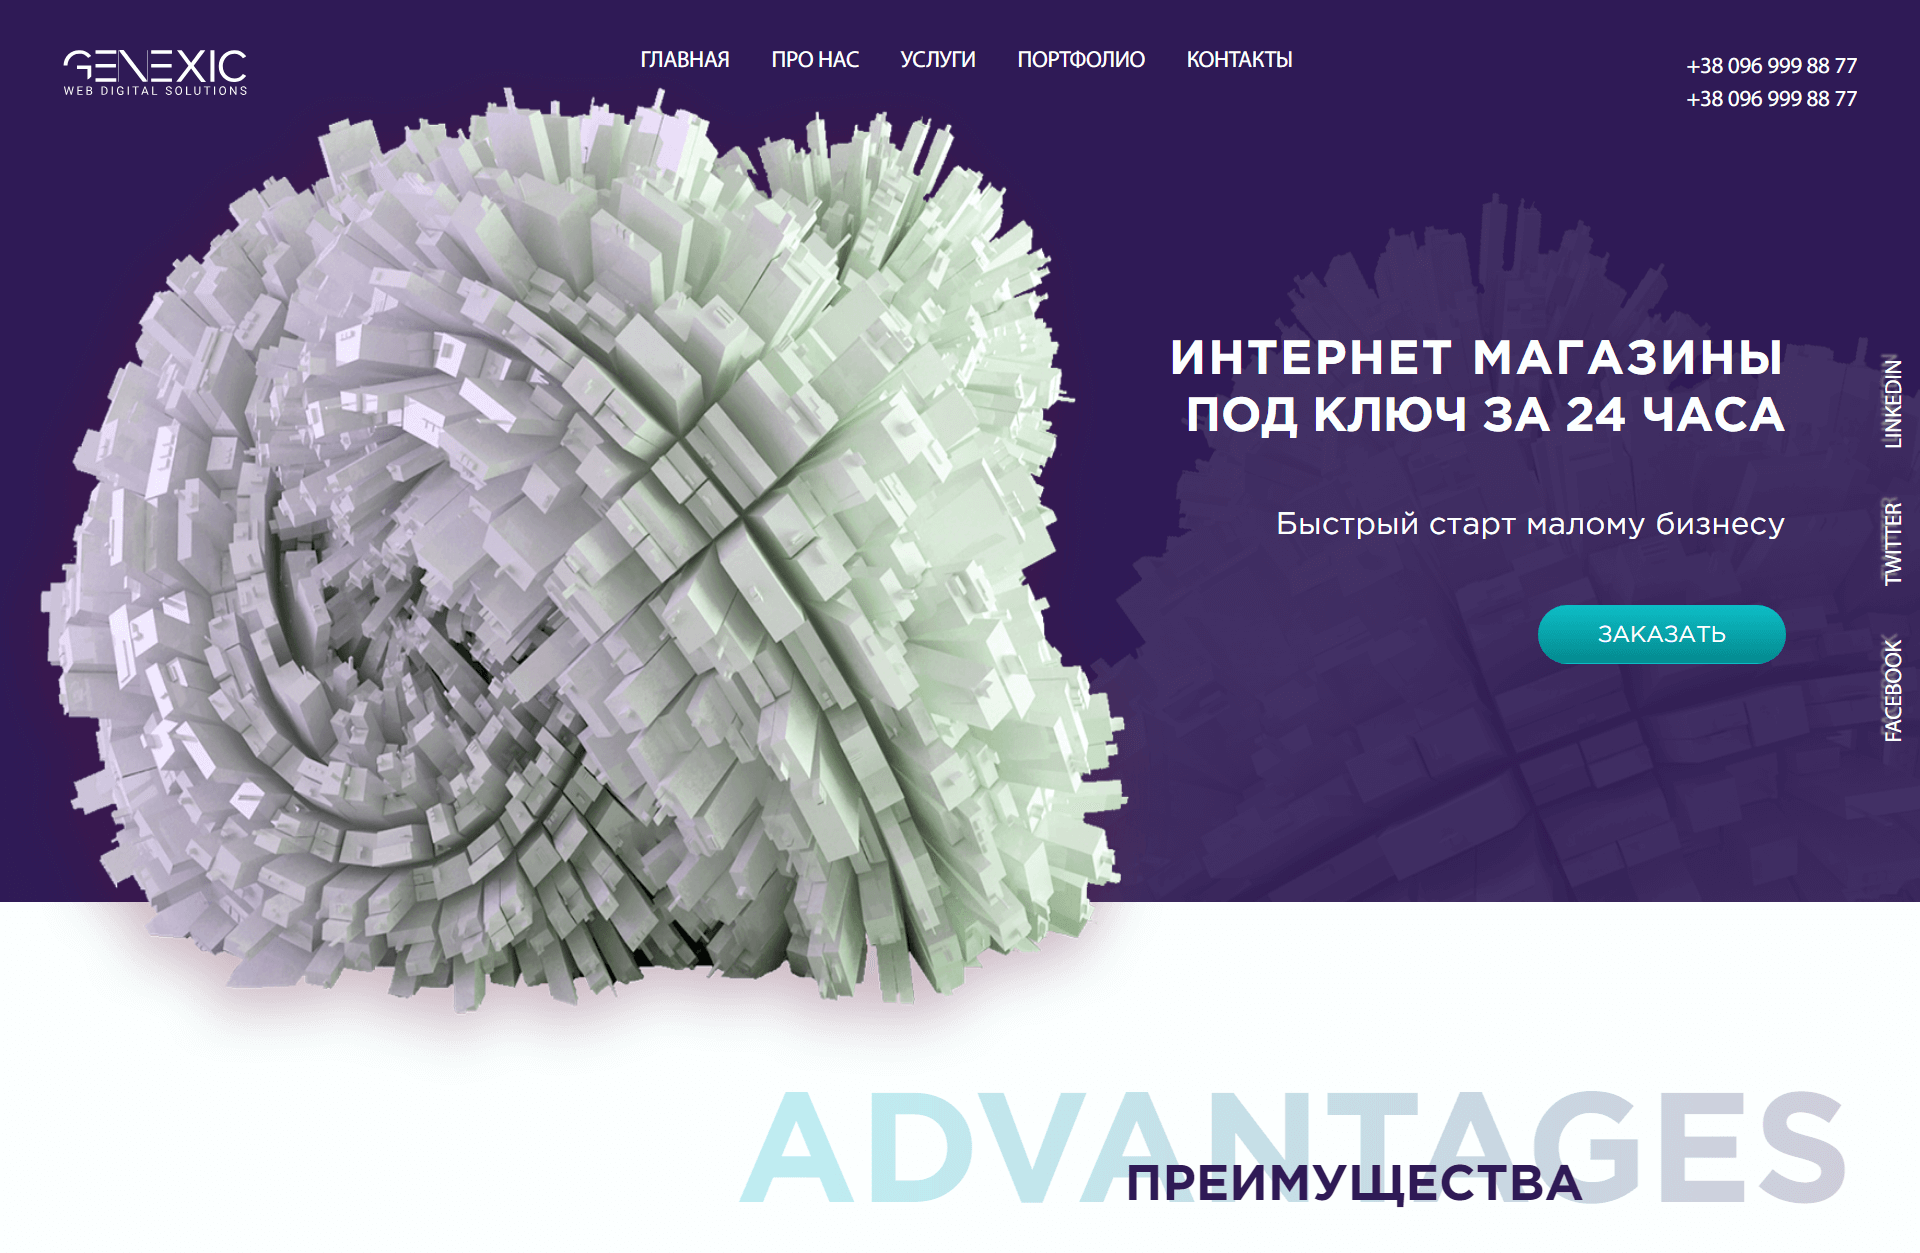 GENEXIC
WEB DIGITAL SOLUTIONS
ГЛАВНАЯ ПРО НАС УСЛУГИ ПОРТФОЛИО КОНТАКТЫ
+38 096 999 88 77
+38 096 999 88 77
ИНТЕРНЕТ МАГАЗИНЫ
ПОД КЛЮЧ ЗА 24 ЧАСА
Быстрый старт малому бизнесу
ЗАКАЗАТЬ
LINKEDIN
TWITTER
FACEBOOK
ADVANTAGES
ПРЕИМУЩЕСТВА